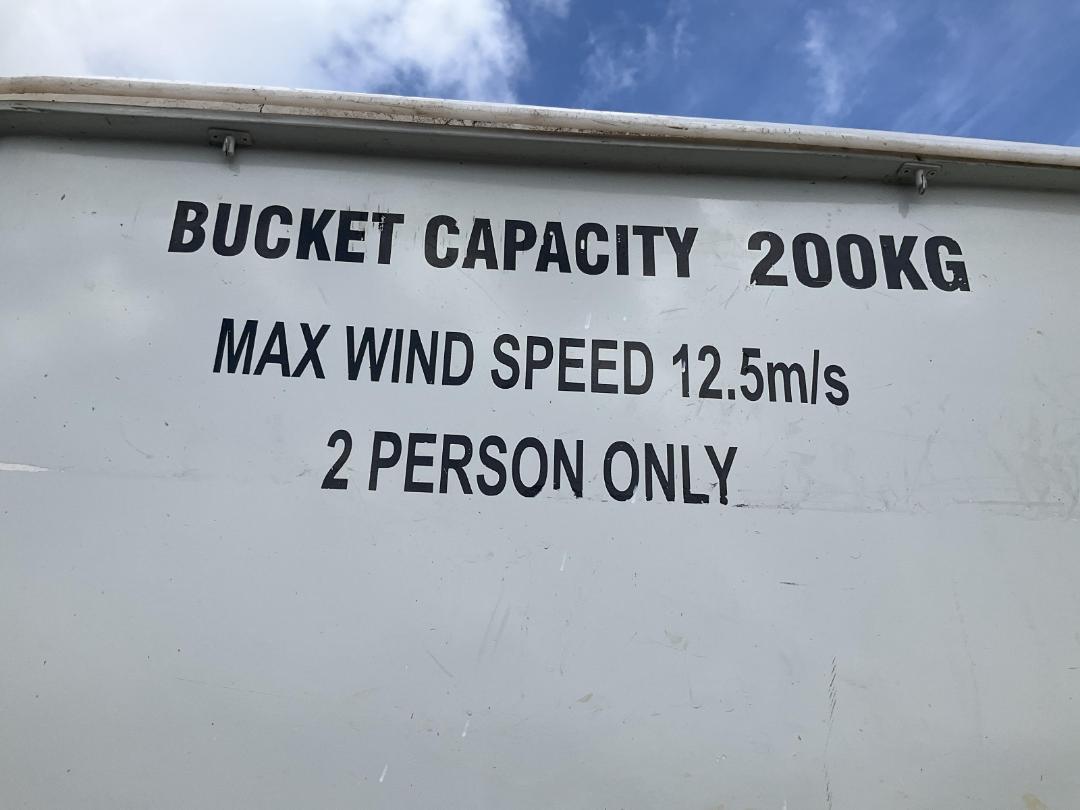 BUCKET CAPACITY 200KG
MAX WIND SPEED 12.5m/s
2 PERSON ONLY